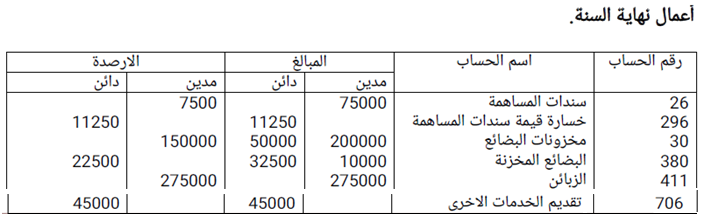 أعمال نهاية السنة.
رقم الحساب اسم الحساب المبالغ الارصدة
مدين دائن مدين دائن
26 سندات المساهمة 75000 7500
296 خسارة قيمة سندات المساهمة 11250 11250
30 مخزونات البضائع 200000 50000 150000
380 البضائع المخزنة 10000 32500 22500
411 الزبائن 275000 275000
706 تقديم الخدمات الاخرى 45000 45000